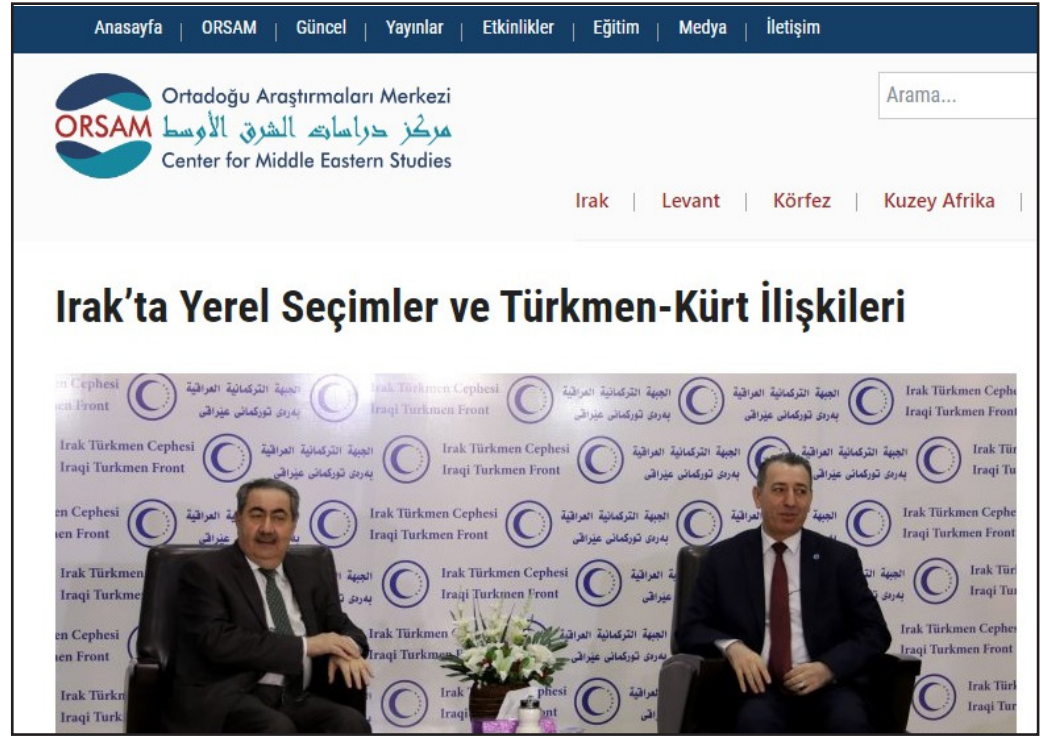 Anasayfa | ORSAM | Güncel | Yayınlar | Etkinlikler | Eğitim | Medya | İletişim
Ortadoğu Araştırmaları Merkezi
ORSAM مركز دراسات الشرق الأوسط
Center for Middle Eastern Studies
Arama...
Irak | Levant | Körfez | Kuzey Afrika |
Irak'ta Yerel Seçimler ve Türkmen-Kürt İlişkileri
Irak Türkmen Cephesi
Iraqi Turkmen Front
الجبهة التركمانية العراقية
بەرەی تورکمانی عێراقی